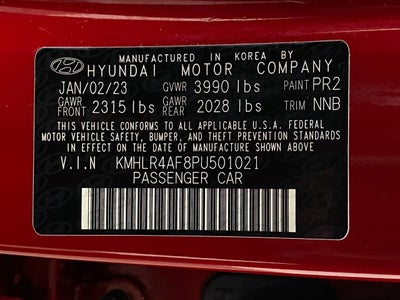 MANUFACTURED IN KOREA BY
HYUNDAI MOTOR COMPANY
JAN/02/23 GVWR 3990 lbs PAINT PR2
GAWR FRONT 2315 lbs GAWR REAR 2028 lbs TRIM NNB
THIS VEHICLE CONFORMS TO ALL APPLICABLE U.S.A. FEDERAL
MOTOR VEHICLE SAFETY, BUMPER, AND THEFT PREVENTION
STANDARDS IN EFFECT ON THE DATE OF
MANUFACTURE SHOWN ABOVE.
V.I.N KMHLR4AF8PU501021
PASSENGER CAR